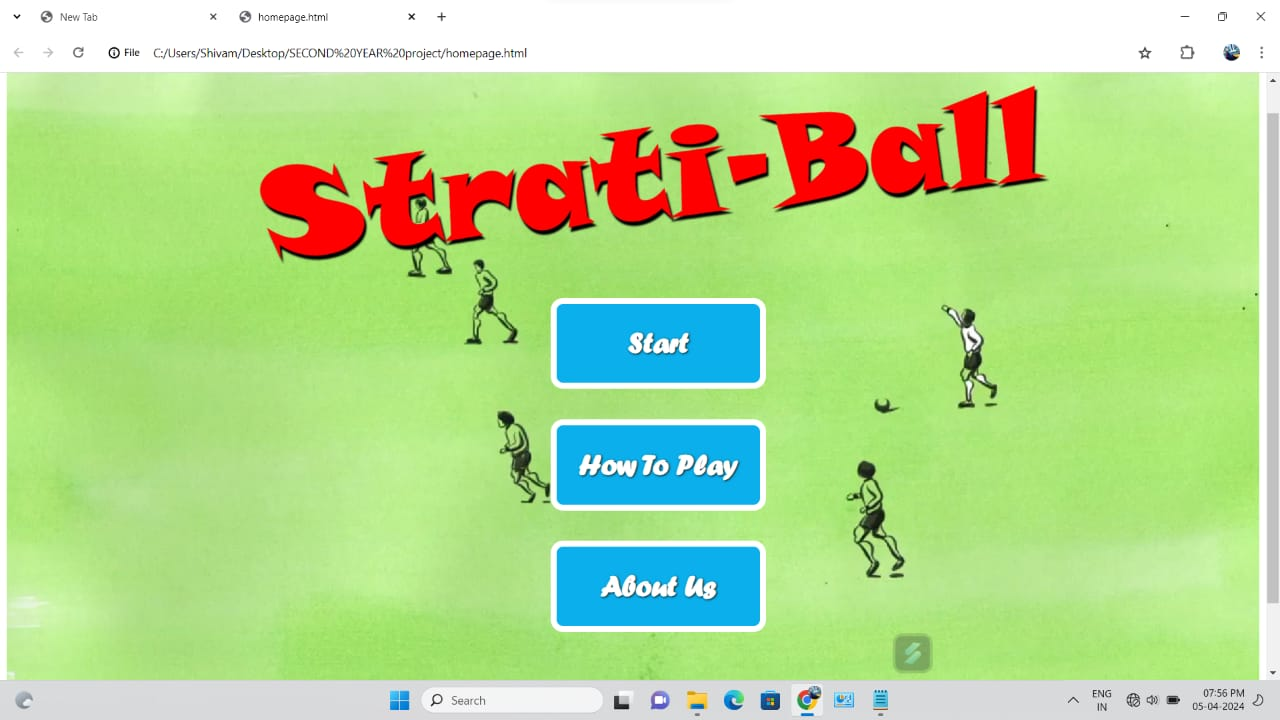 New Tab
homepage.html
File
C:/Users/Shivam/Desktop/SECOND%20YEAR%20project/homepage.html
Strati-Ball
Start
How To Play
About Us
Search
ENG
IN
07:56 PM
05-04-2024